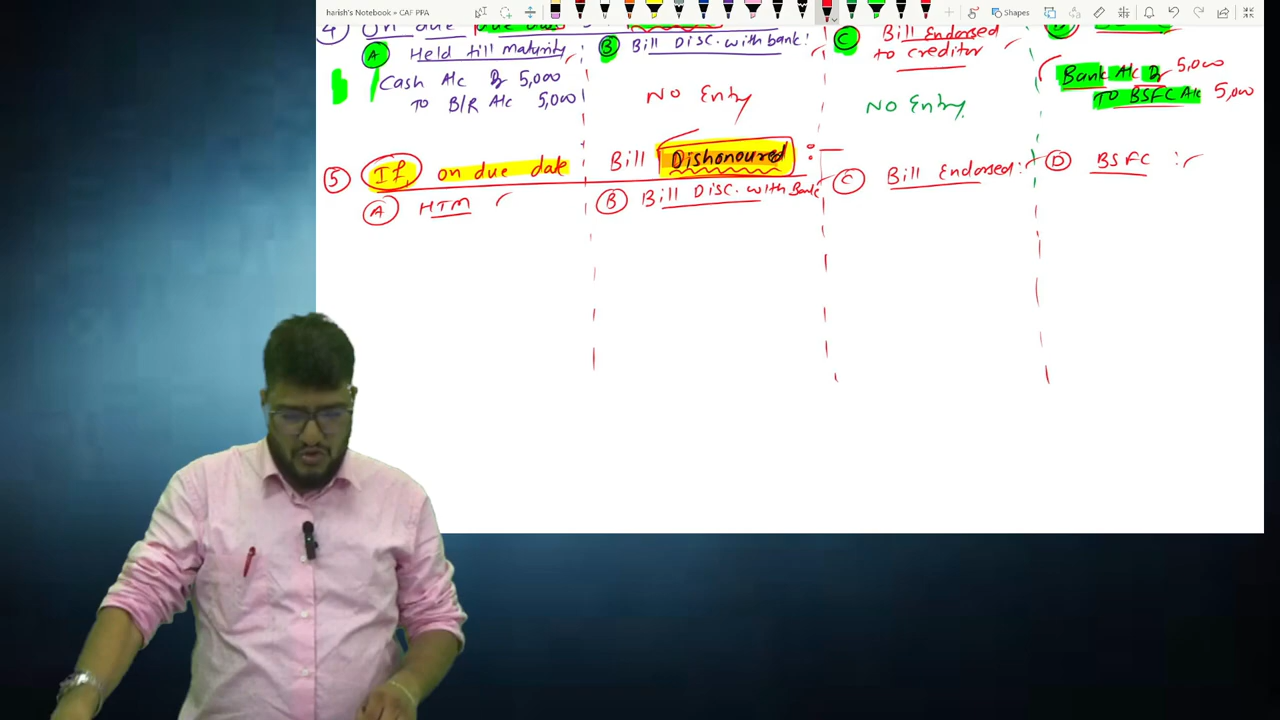 harish's Notebook > CAF PPA
Shapes
4 On due
A Held till maturity
Cash A/c Dr 5,000
To B/R A/c 5,000
B Bill Disc. with bank:
No Entry
C Bill Endorsed
to creditor
No Entry
D
Bank A/c Dr 5,000
To BSFC A/c 5,000
5 If, on due date Bill Dishonoured :-
A HTM
B Bill Disc. with Bank
C Bill Endorsed:
D BSFC :